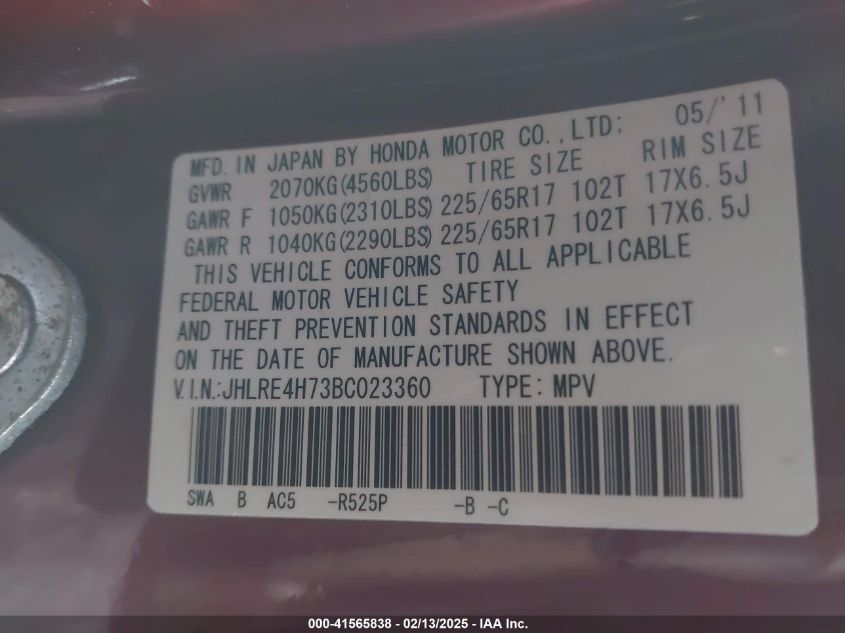 05/'11
MFD. IN JAPAN BY HONDA MOTOR CO., LTD:
GVWR 2070KG(4560LBS) TIRE SIZE RIM SIZE
GAWR F 1050KG(2310LBS) 225/65R17 102T 17X6.5J
GAWR R 1040KG(2290LBS) 225/65R17 102T 17X6.5J
THIS VEHICLE CONFORMS TO ALL APPLICABLE
FEDERAL MOTOR VEHICLE SAFETY
AND THEFT PREVENTION STANDARDS IN EFFECT
ON THE DATE OF MANUFACTURE SHOWN ABOVE.
V.I.N.:JHLRE4H73BC023360 TYPE: MPV
SWA B AC5 -R525P -B -C
000-41565838 - 02/13/2025 - IAA Inc.